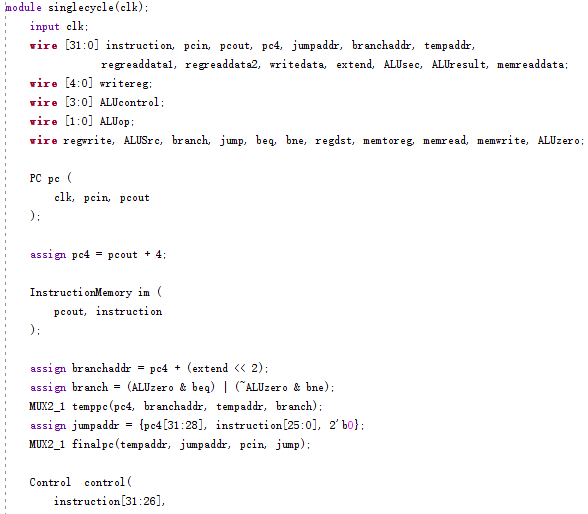 module singlecycle(clk);
input clk;
wire [31:0] instruction, pcin, pcout, pc4, jumpaddr, branchaddr, tempaddr,
regreaddata1, regreaddata2, writedata, extend, ALUsec, ALUresult, memreaddata;
wire [4:0] writereg;
wire [3:0] ALUcontrol;
wire [1:0] ALUop;
wire regwrite, ALUSrc, branch, jump, beq, bne, regdst, memtoreg, memread, memwrite, ALUzero;
PC pc (
clk, pcin, pcout
);
assign pc4 = pcout + 4;
InstructionMemory im (
pcout, instruction
);
assign branchaddr = pc4 + (extend << 2);
assign branch = (ALUzero & beq) | (~ALUzero & bne);
MUX2_1 temppc(pc4, branchaddr, tempaddr, branch);
assign jumpaddr = {pc4[31:28], instruction[25:0], 2'b0};
MUX2_1 finalpc(tempaddr, jumpaddr, pcin, jump);
Control control(
instruction[31:26],